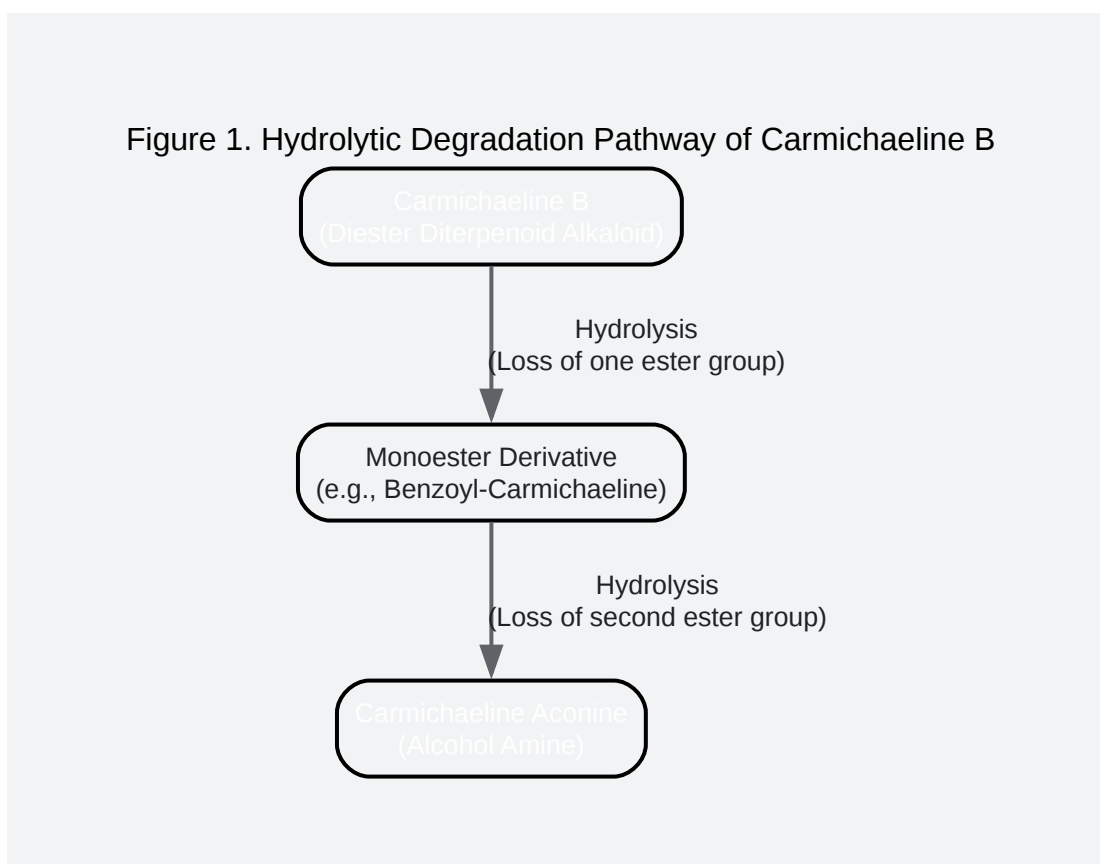 Figure 1. Hydrolytic Degradation Pathway of Carmichaeline B
Carmichaeline B
(Diester Diterpenoid Alkaloid)
Hydrolysis
(Loss of one ester group)
Monoester Derivative
(e.g., Benzoyl-Carmichaeline)
Hydrolysis
(Loss of second ester group)
Carmichaeline Aconine
(Alcohol Amine)